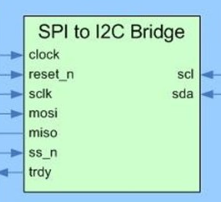 SPI to I2C Bridge
clock
reset_n
sclk
mosi
miso
ss_n
trdy
scl
sda